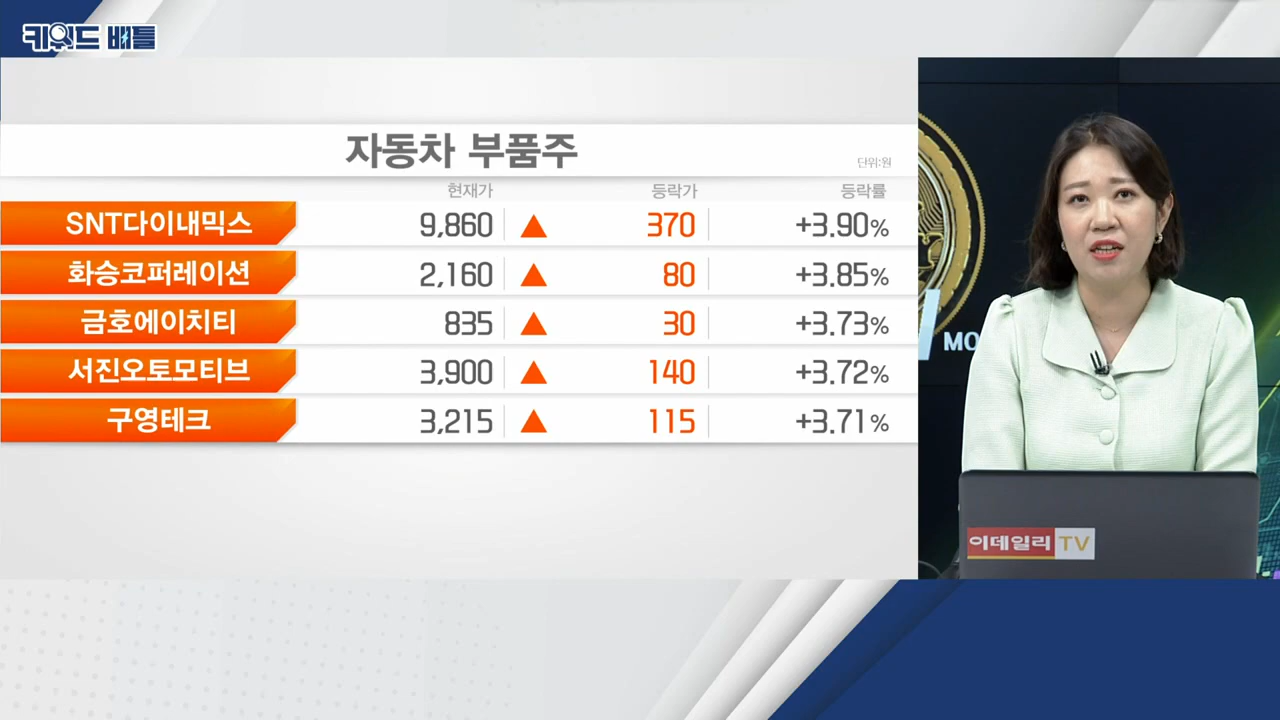 키워드 배틀
자동차 부품주
단위:원
현재가 등락가 등락률
SNT다이내믹스 9,860 ▲ 370 +3.90%
화승코퍼레이션 2,160 ▲ 80 +3.85%
금호에이치티 835 ▲ 30 +3.73%
서진오토모티브 3,900 ▲ 140 +3.72%
구영테크 3,215 ▲ 115 +3.71%
MO
이데일리TV